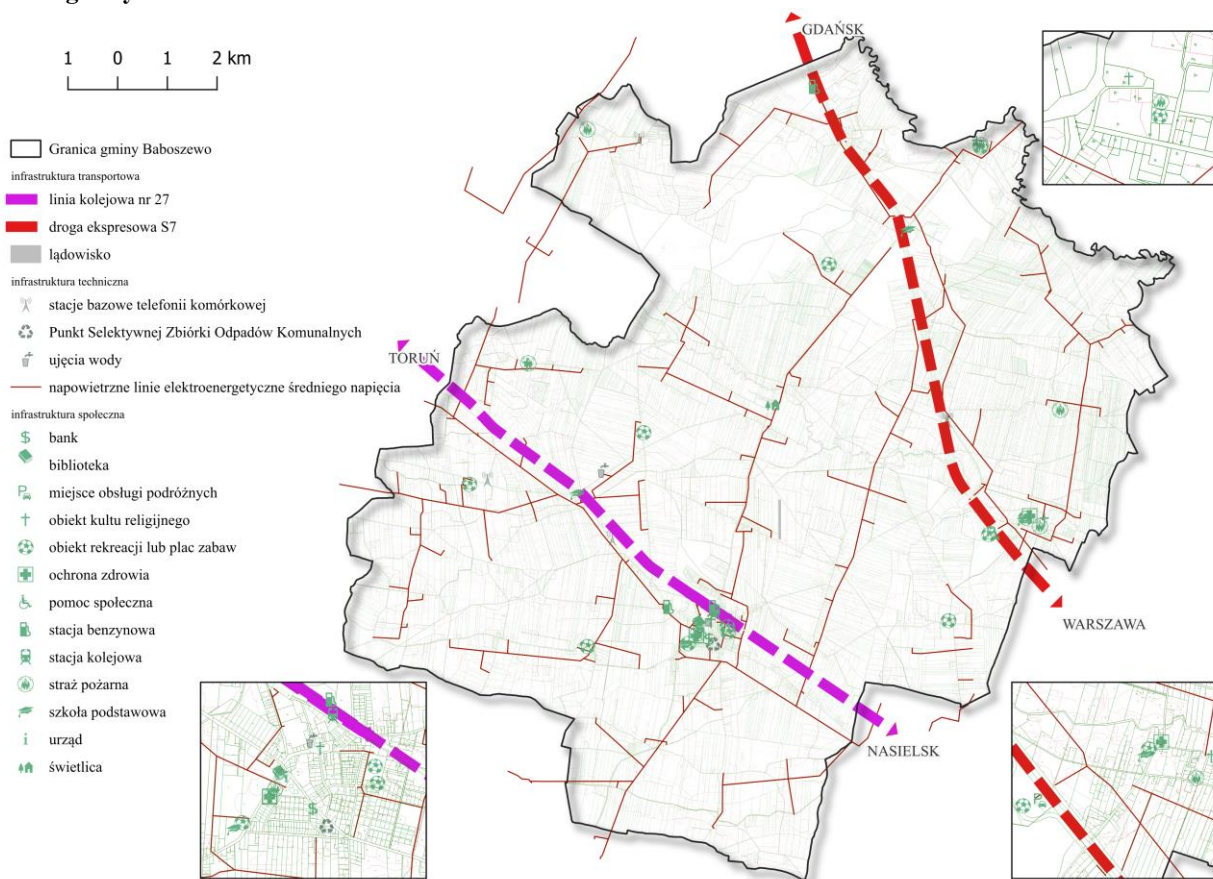 GDAŃSK
1 0 1 2 km
Granica gminy Baboszewo
infrastruktura transportowa
linia kolejowa nr 27
droga ekspresowa S7
lądowisko
infrastruktura techniczna
stacje bazowe telefonii komórkowej
Punkt Selektywnej Zbiórki Odpadów Komunalnych
ujęcia wody
napowietrzne linie elektroenergetyczne średniego napięcia
infrastruktura społeczna
bank
biblioteka
miejsce obsługi podróżnych
obiekt kultu religijnego
obiekt rekreacji lub plac zabaw
ochrona zdrowia
pomoc społeczna
stacja benzynowa
stacja kolejowa
straż pożarna
szkoła podstawowa
urząd
świetlica
TORUŃ
WARSZAWA
NASIELSK